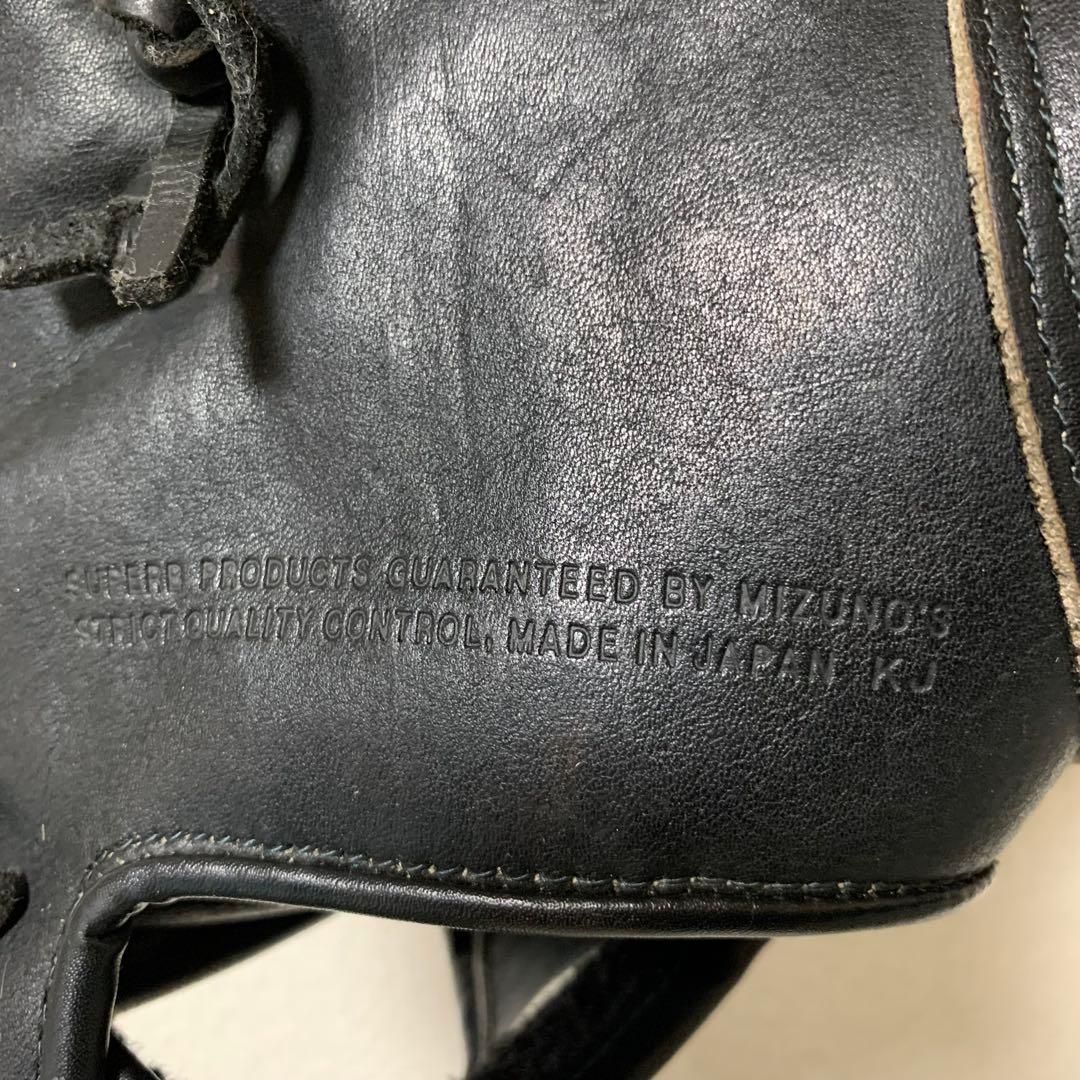 SUPERB PRODUCTS GUARANTEED BY MIZUNO'S
STRICT QUALITY CONTROL, MADE IN JAPAN KJ